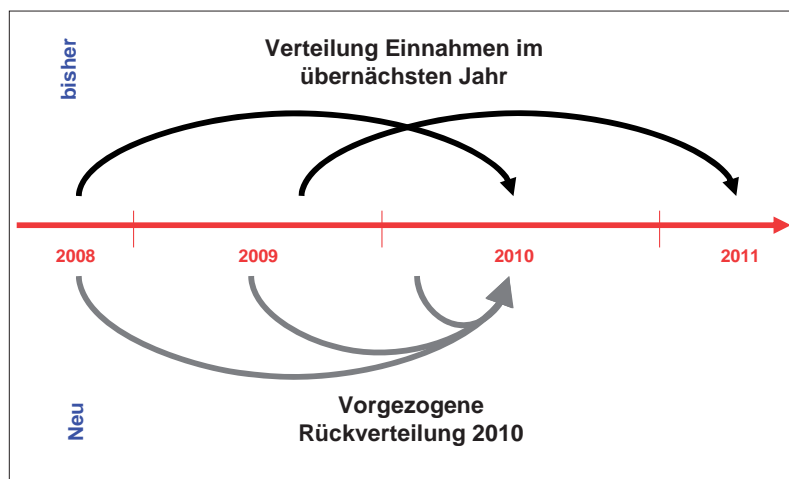 bisher
Verteilung Einnahmen im
übernächsten Jahr
2008
2009
2010
2011
Neu
Vorgezogene
Rückverteilung 2010